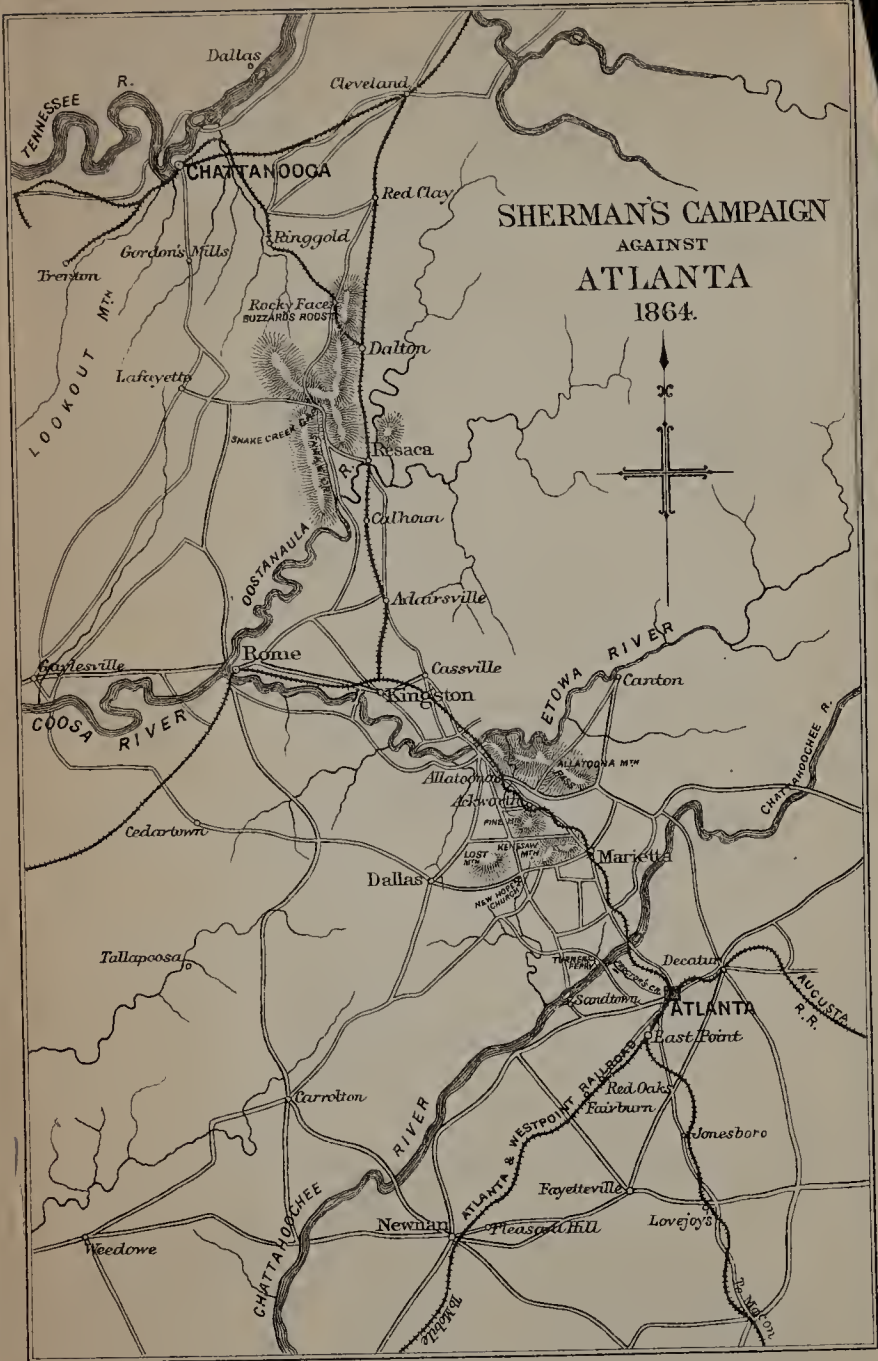 Dallas
Cleveland
TENNESSEE R.
CHATTANOOGA
Red Clay
SHERMAN'S CAMPAIGN
AGAINST
ATLANTA
1864.
Gordon's Mills
Ringgold
Trenton
LOOKOUT MTN
Rocky Face
BUZZARDS ROOST
Dalton
Lafayette
SNAKE CREEK GAP
Resaca
OOSTANAULA R.
Calhoun
Adairsville
Rome
Gaylesville
Cassville
Kingston
COOSA RIVER
ETOWA RIVER
Canton
CHATTAHOOCHEE R.
Allatoona
ALLATOONA MTN
PASS
Ackworth
PINE MTN
Cedartown
LOST
MTN
KENESAW
MTH
Marietta
Dallas
NEW HOPE
CHURCH
Tallapoosa
TURNERS
FERRY
Decatur
Sandtown
ATLANTA
AUGUSTA
R.R.
East Point
Red Oaks
Fairburn
Carrolton
ATLANTA & WESTPOINT RAILROAD
Jonesboro
CHATTAHOOCHEE RIVER
Fayetteville
Newnan
Pleasant Hill
Lovejoys
Weedowe
To Mobile
To Macon